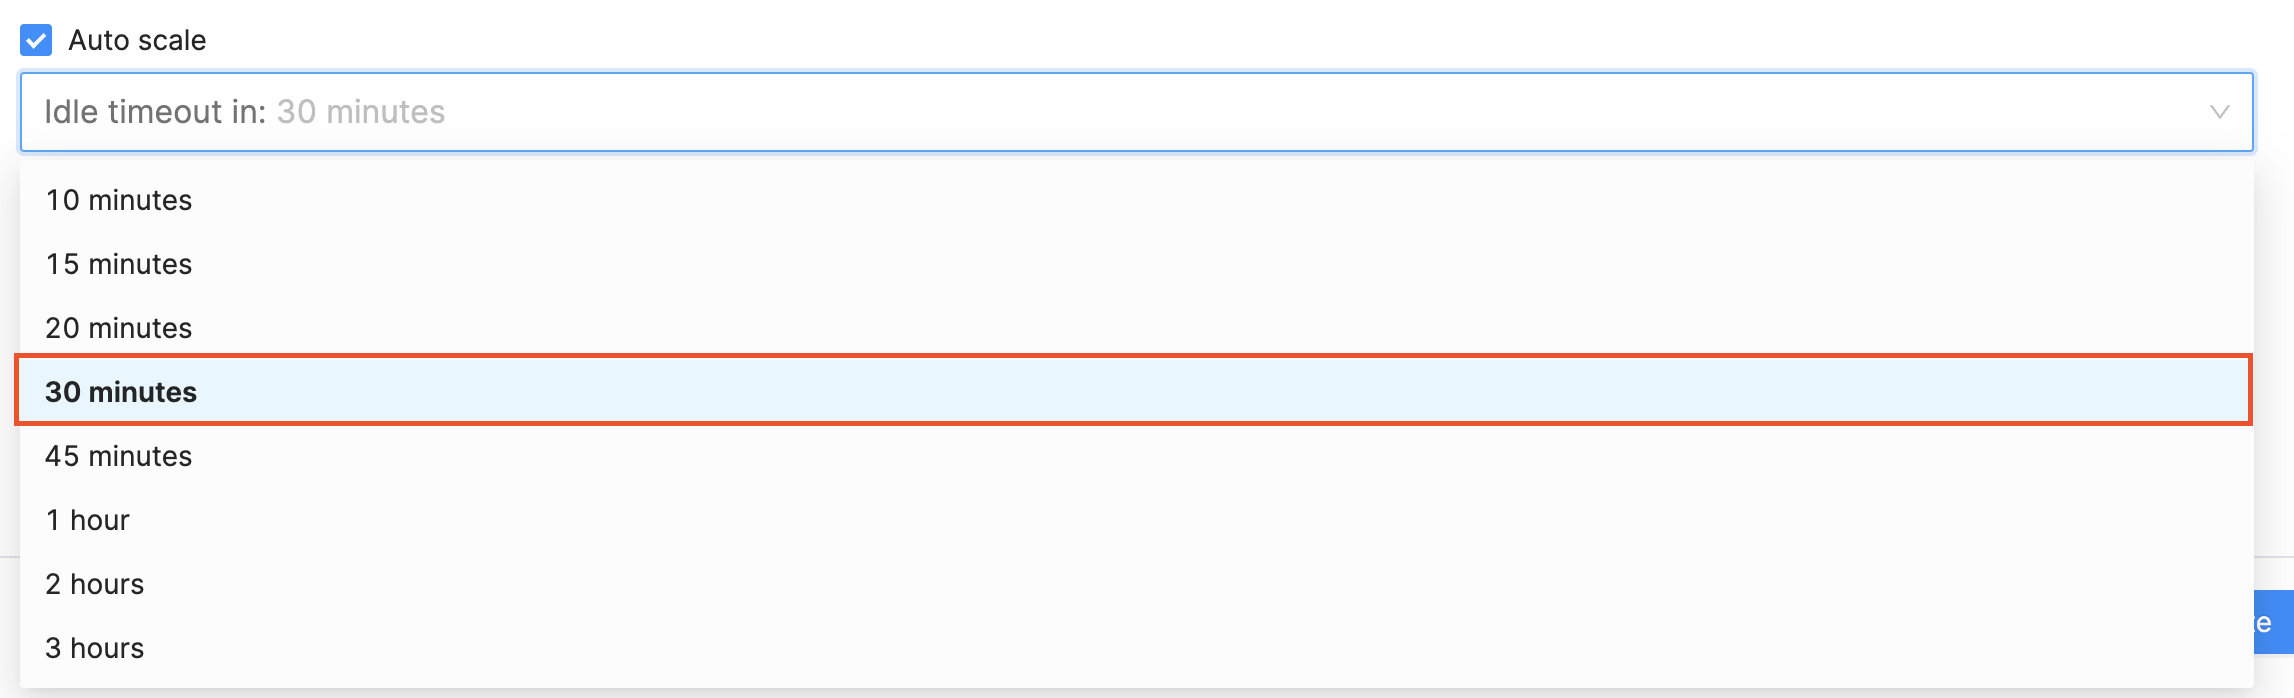 Auto scale
Idle timeout in: 30 minutes
10 minutes
15 minutes
20 minutes
30 minutes
45 minutes
1 hour
2 hours
3 hours